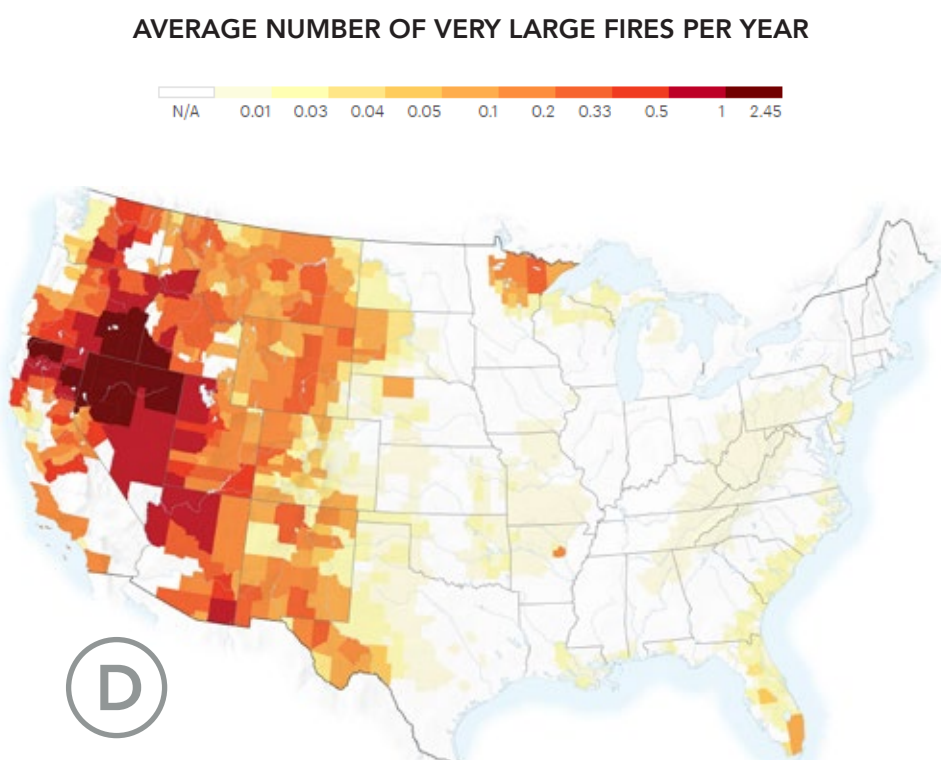 AVERAGE NUMBER OF VERY LARGE FIRES PER YEAR
N/A 0.01 0.03 0.04 0.05 0.1 0.2 0.33 0.5 1 2.45
D